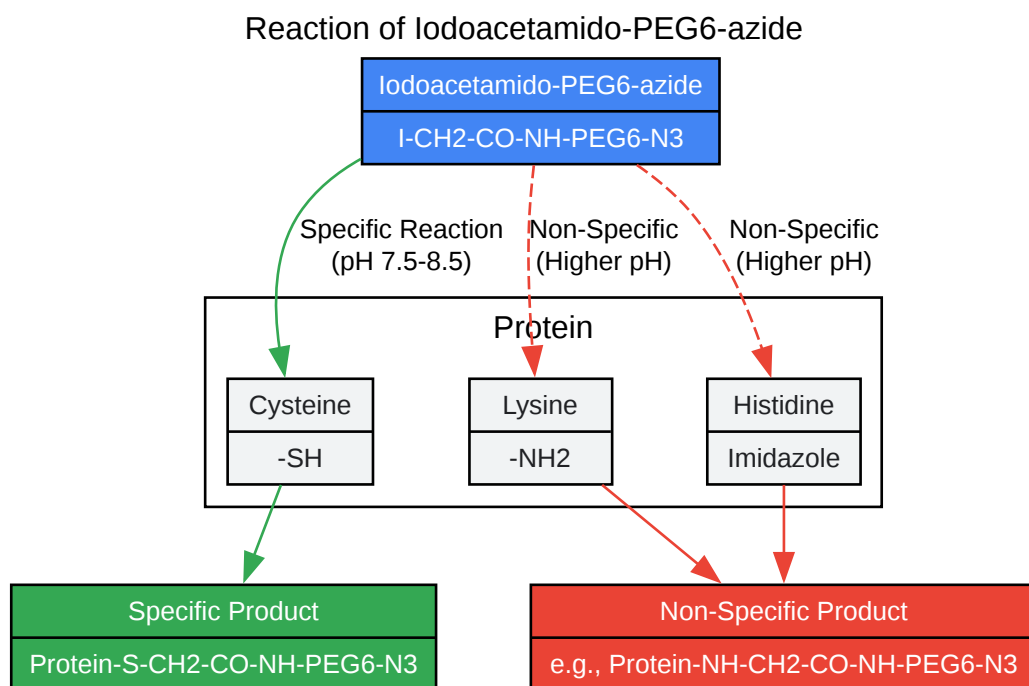 Reaction of Iodoacetamido-PEG6-azide
Iodoacetamido-PEG6-azide
I-CH2-CO-NH-PEG6-N3
Specific Reaction
(pH 7.5-8.5)
Non-Specific
(Higher pH)
Non-Specific
(Higher pH)
Protein
Cysteine
-SH
Lysine
-NH2
Histidine
Imidazole
Specific Product
Protein-S-CH2-CO-NH-PEG6-N3
Non-Specific Product
e.g., Protein-NH-CH2-CO-NH-PEG6-N3